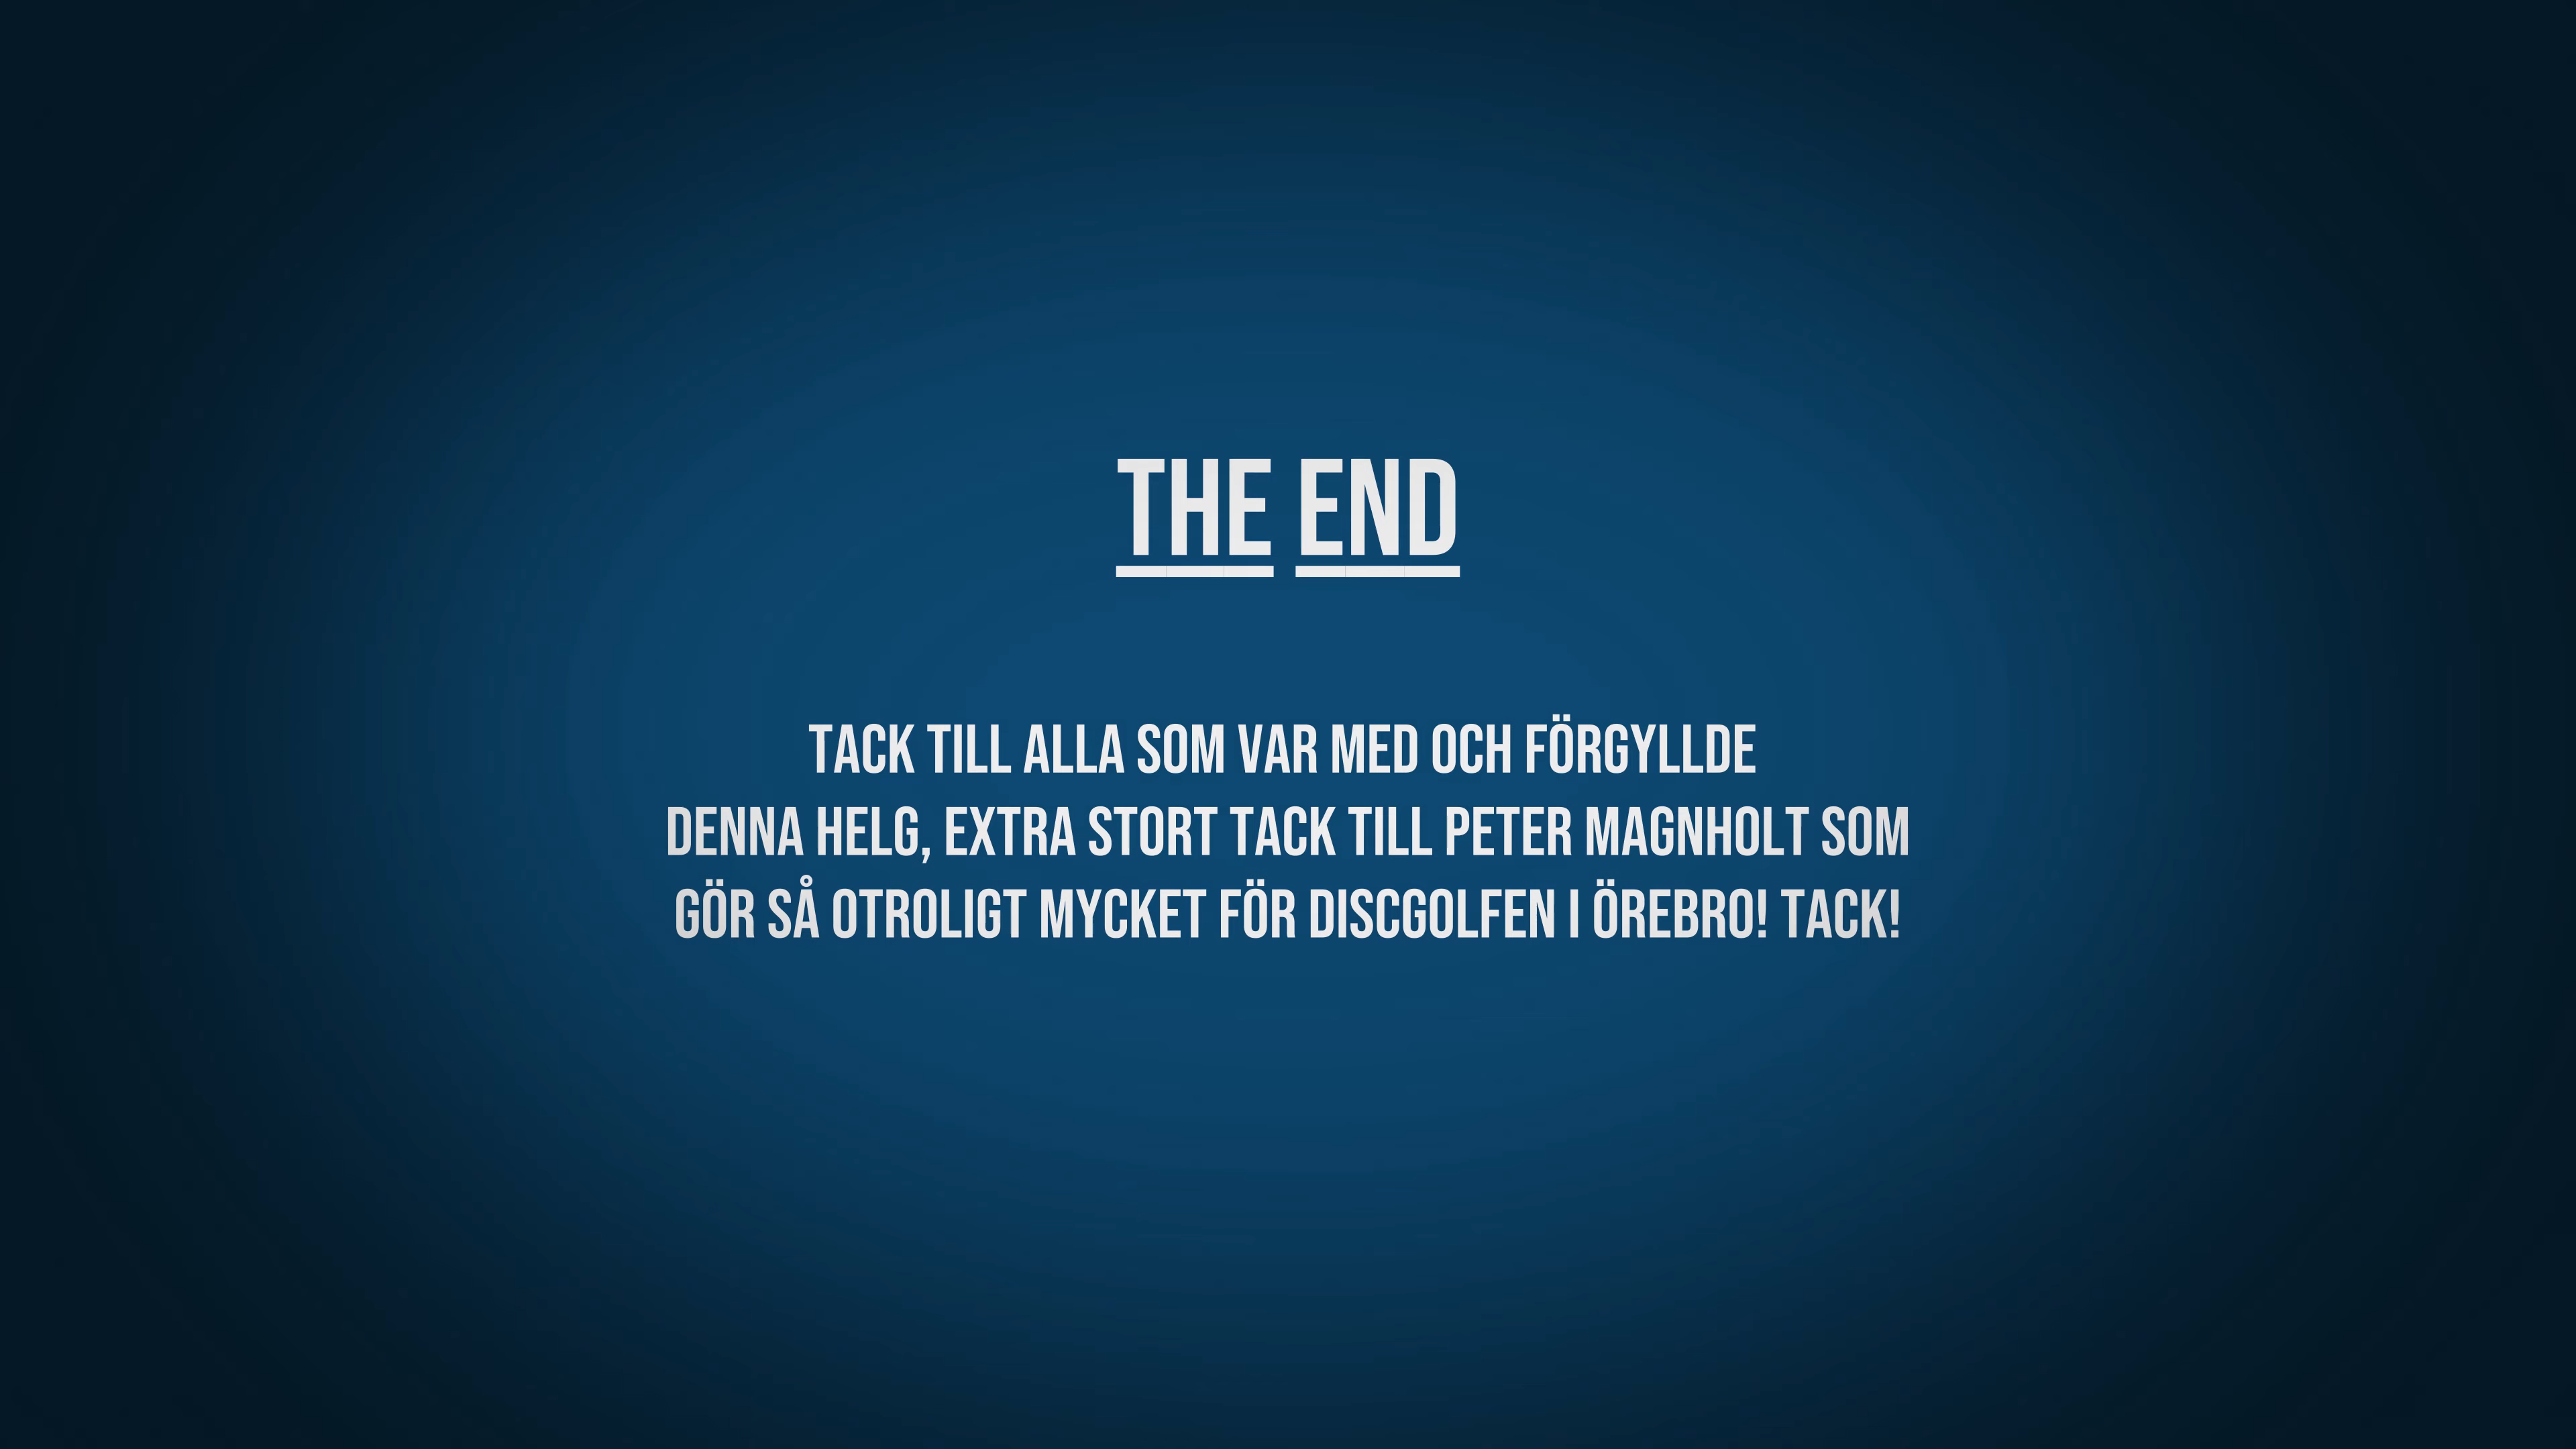 THE END
TACK TILL ALLA SOM VAR MED OCH FÖRGYLLDE
DENNA HELG, EXTRA STORT TACK TILL PETER MAGNHOLT SOM
GÖR SÅ OTROLIGT MYCKET FÖR DISCGOLFEN I ÖREBRO! TACK!